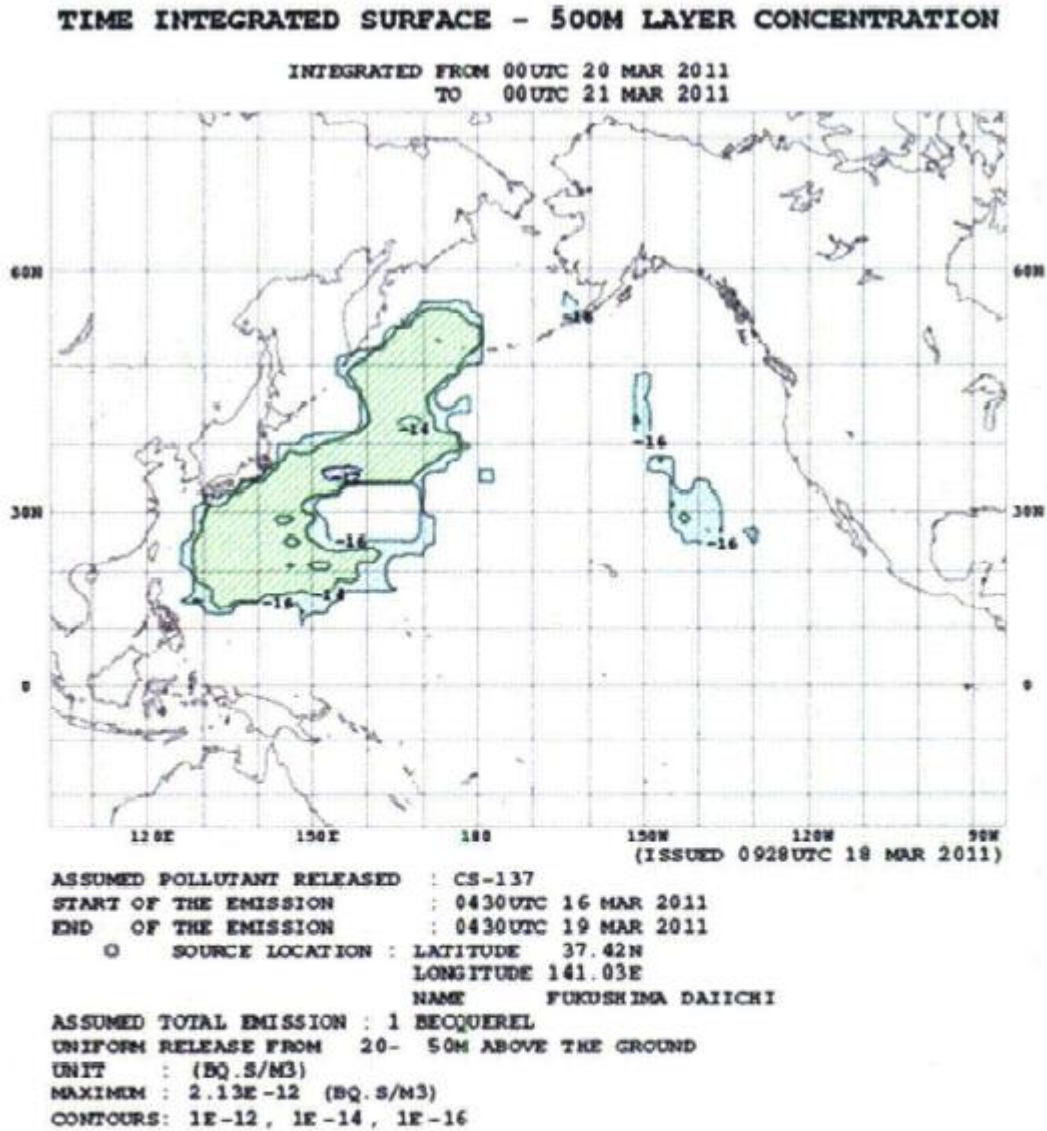 TIME INTEGRATED SURFACE - 500M LAYER CONCENTRATION
INTEGRATED FROM 00UTC 20 MAR 2011
TO 00UTC 21 MAR 2011
60N 60N
-16
-14
-16
-12
30N 30N
-16 -16
-16 -14
0 0
120E 150E 180 150W 120W 90W
(ISSUED 0928UTC 18 MAR 2011)
ASSUMED POLLUTANT RELEASED : CS-137
START OF THE EMISSION : 0430UTC 16 MAR 2011
END OF THE EMISSION : 0430UTC 19 MAR 2011
O SOURCE LOCATION : LATITUDE 37.42N
LONGITUDE 141.03E
NAME FUKUSHIMA DAIICHI
ASSUMED TOTAL EMISSION : 1 BECQUEREL
UNIFORM RELEASE FROM 20- 50M ABOVE THE GROUND
UNIT : (BQ.S/M3)
MAXIMUM : 2.13E-12 (BQ.S/M3)
CONTOURS: 1E-12, 1E-14, 1E-16